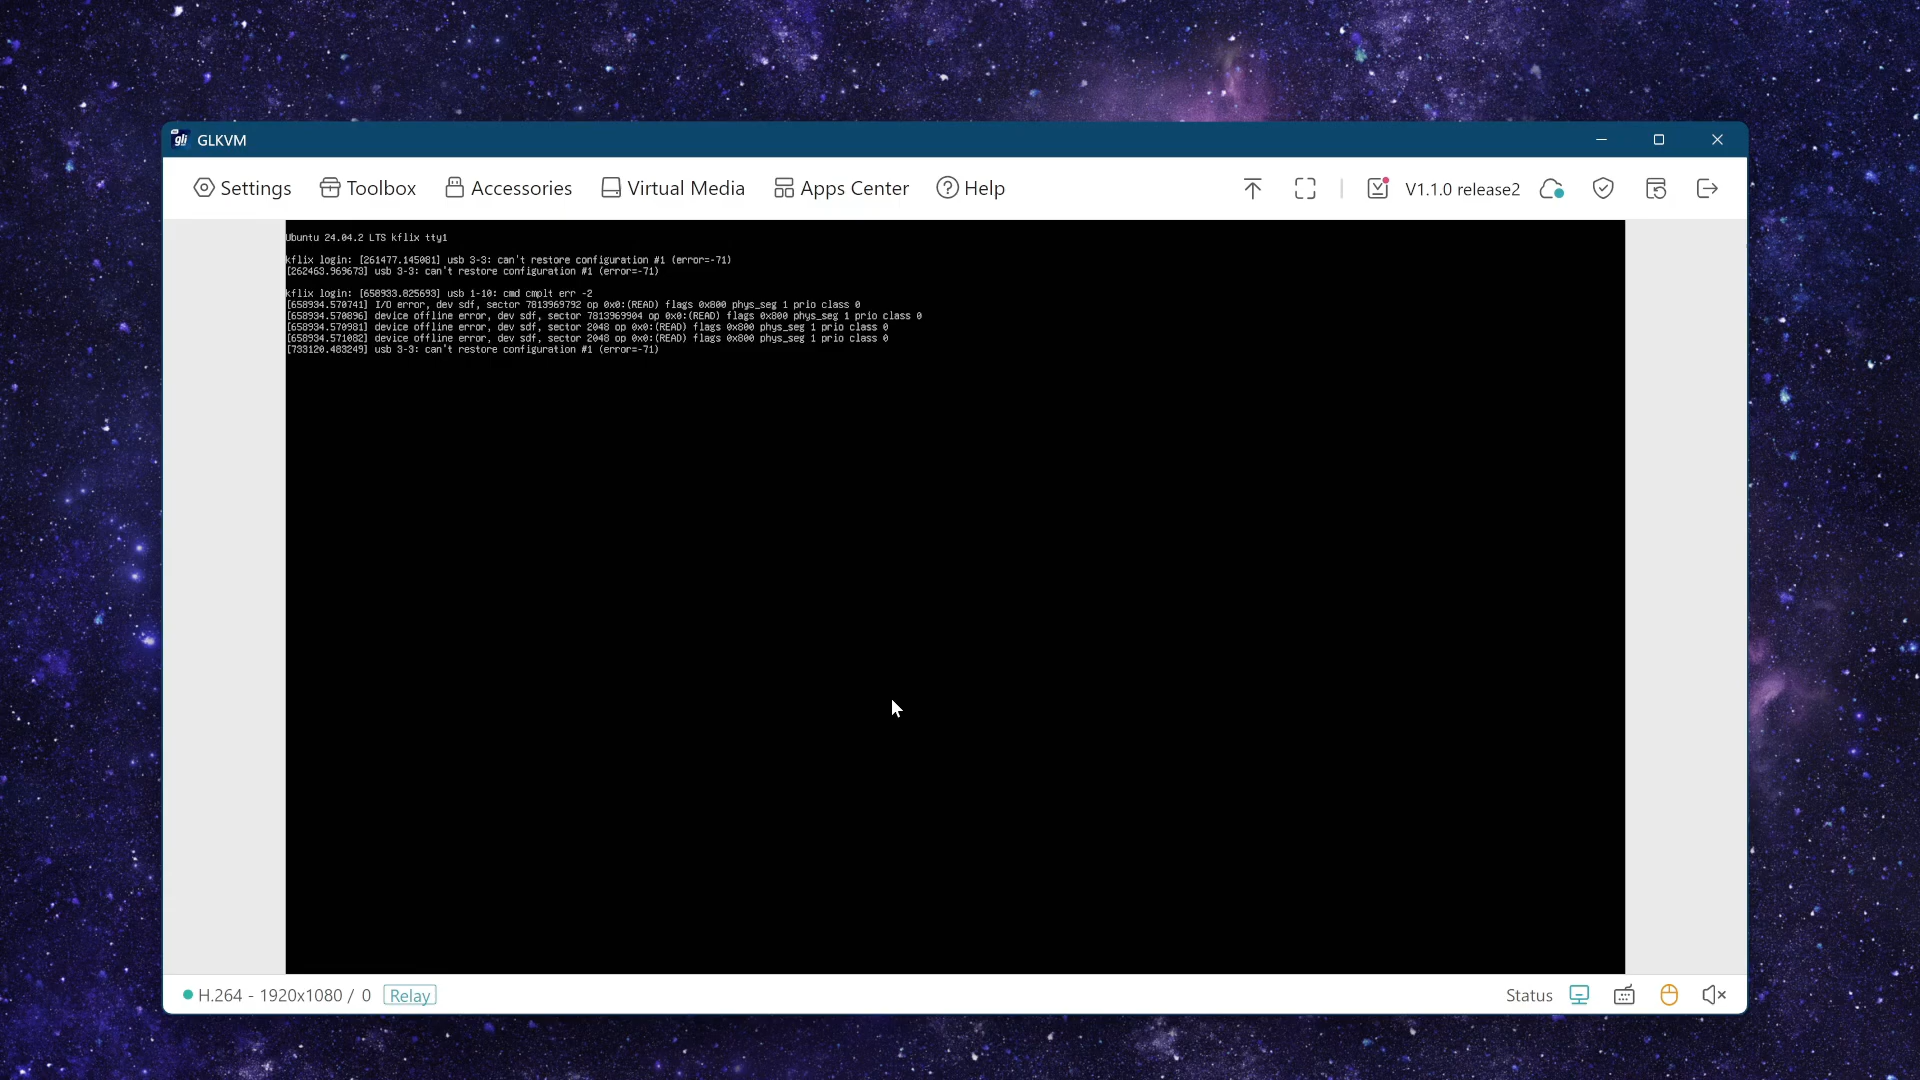 gli GLKVM
Settings Toolbox Accessories Virtual Media Apps Center Help V1.1.0 release2
Ubuntu 24.04.2 LTS kflix tty1
kflix login: [261477.145081] usb 3-3: can't restore configuration #1 (error=-71)
[262463.969673] usb 3-3: can't restore configuration #1 (error=-71)
kflix login: [658933.825693] usb 1-10: cmd cmplt err -2
[658934.570741] I/O error, dev sdf, sector 7813969792 op 0x0:(READ) flags 0x800 phys_seg 1 prio class 0
[658934.570896] device offline error, dev sdf, sector 7813969904 op 0x0:(READ) flags 0x800 phys_seg 1 prio class 0
[658934.570981] device offline error, dev sdf, sector 2048 op 0x0:(READ) flags 0x800 phys_seg 1 prio class 0
[658934.571082] device offline error, dev sdf, sector 2048 op 0x0:(READ) flags 0x800 phys_seg 1 prio class 0
[733120.483249] usb 3-3: can't restore configuration #1 (error=-71)
H.264 - 1920x1080 / 0 Relay Status